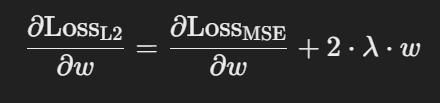 ∂Loss_L2/∂w = ∂Loss_MSE/∂w + 2 · λ · w